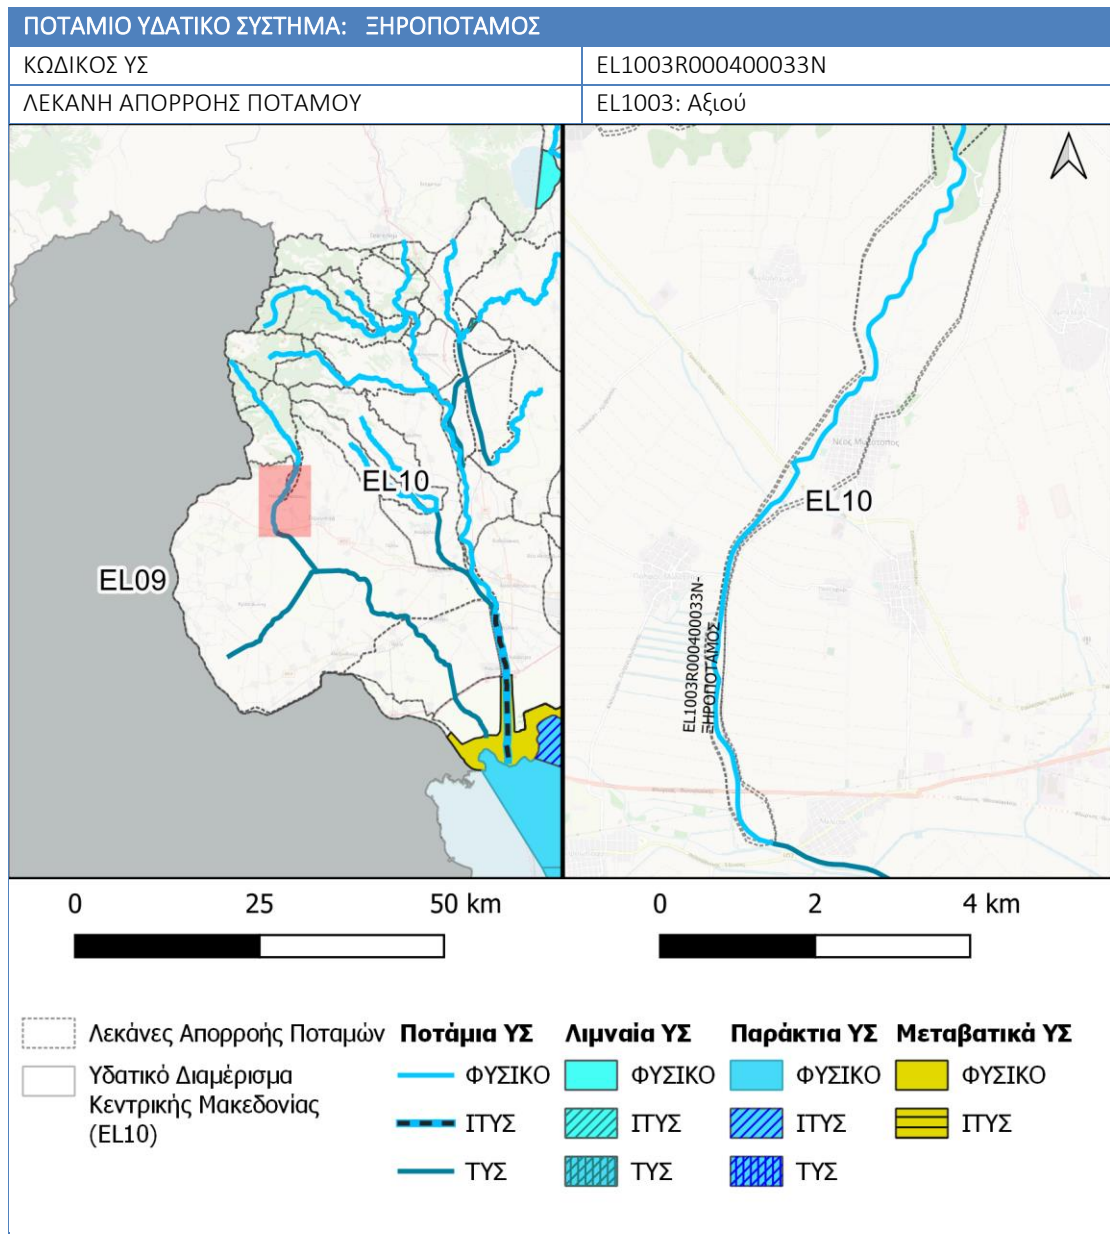 ΠΟΤΑΜΙΟ ΥΔΑΤΙΚΟ ΣΥΣΤΗΜΑ: ΞΗΡΟΠΟΤΑΜΟΣ
ΚΩΔΙΚΟΣ ΥΣ EL1003R000400033N
ΛΕΚΑΝΗ ΑΠΟΡΡΟΗΣ ΠΟΤΑΜΟΥ EL1003: Αξιού
EL10
EL09
Νέος Μυλότοπος
EL10
EL1003R000400033N-
ΞΗΡΟΠΟΤΑΜΟΣ
0 25 50 km
0 2 4 km
Λεκάνες Απορροής Ποταμών
Υδατικό Διαμέρισμα
Κεντρικής Μακεδονίας
(EL10)
Ποτάμια ΥΣ
ΦΥΣΙΚΟ
ΙΤΥΣ
ΤΥΣ
Λιμναία ΥΣ
ΦΥΣΙΚΟ
ΙΤΥΣ
ΤΥΣ
Παράκτια ΥΣ
ΦΥΣΙΚΟ
ΙΤΥΣ
ΤΥΣ
Μεταβατικά ΥΣ
ΦΥΣΙΚΟ
ΙΤΥΣ